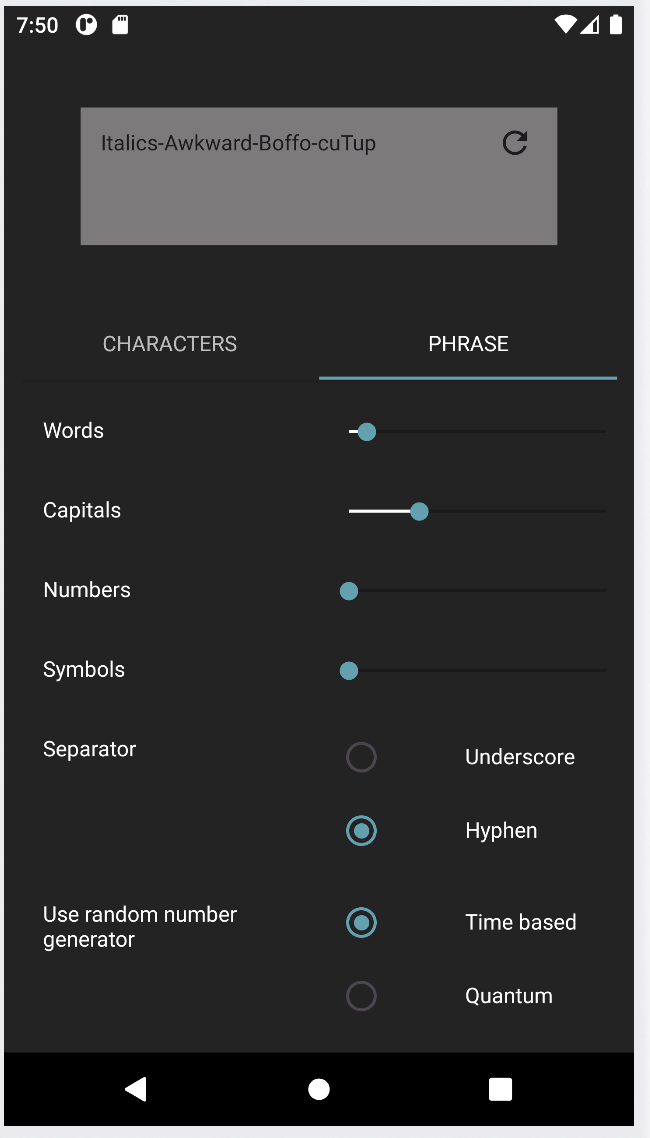 7:50
Italics-Awkward-Boffo-cuTup
CHARACTERS
PHRASE
Words
Capitals
Numbers
Symbols
Separator
Underscore
Hyphen
Use random number
generator
Time based
Quantum